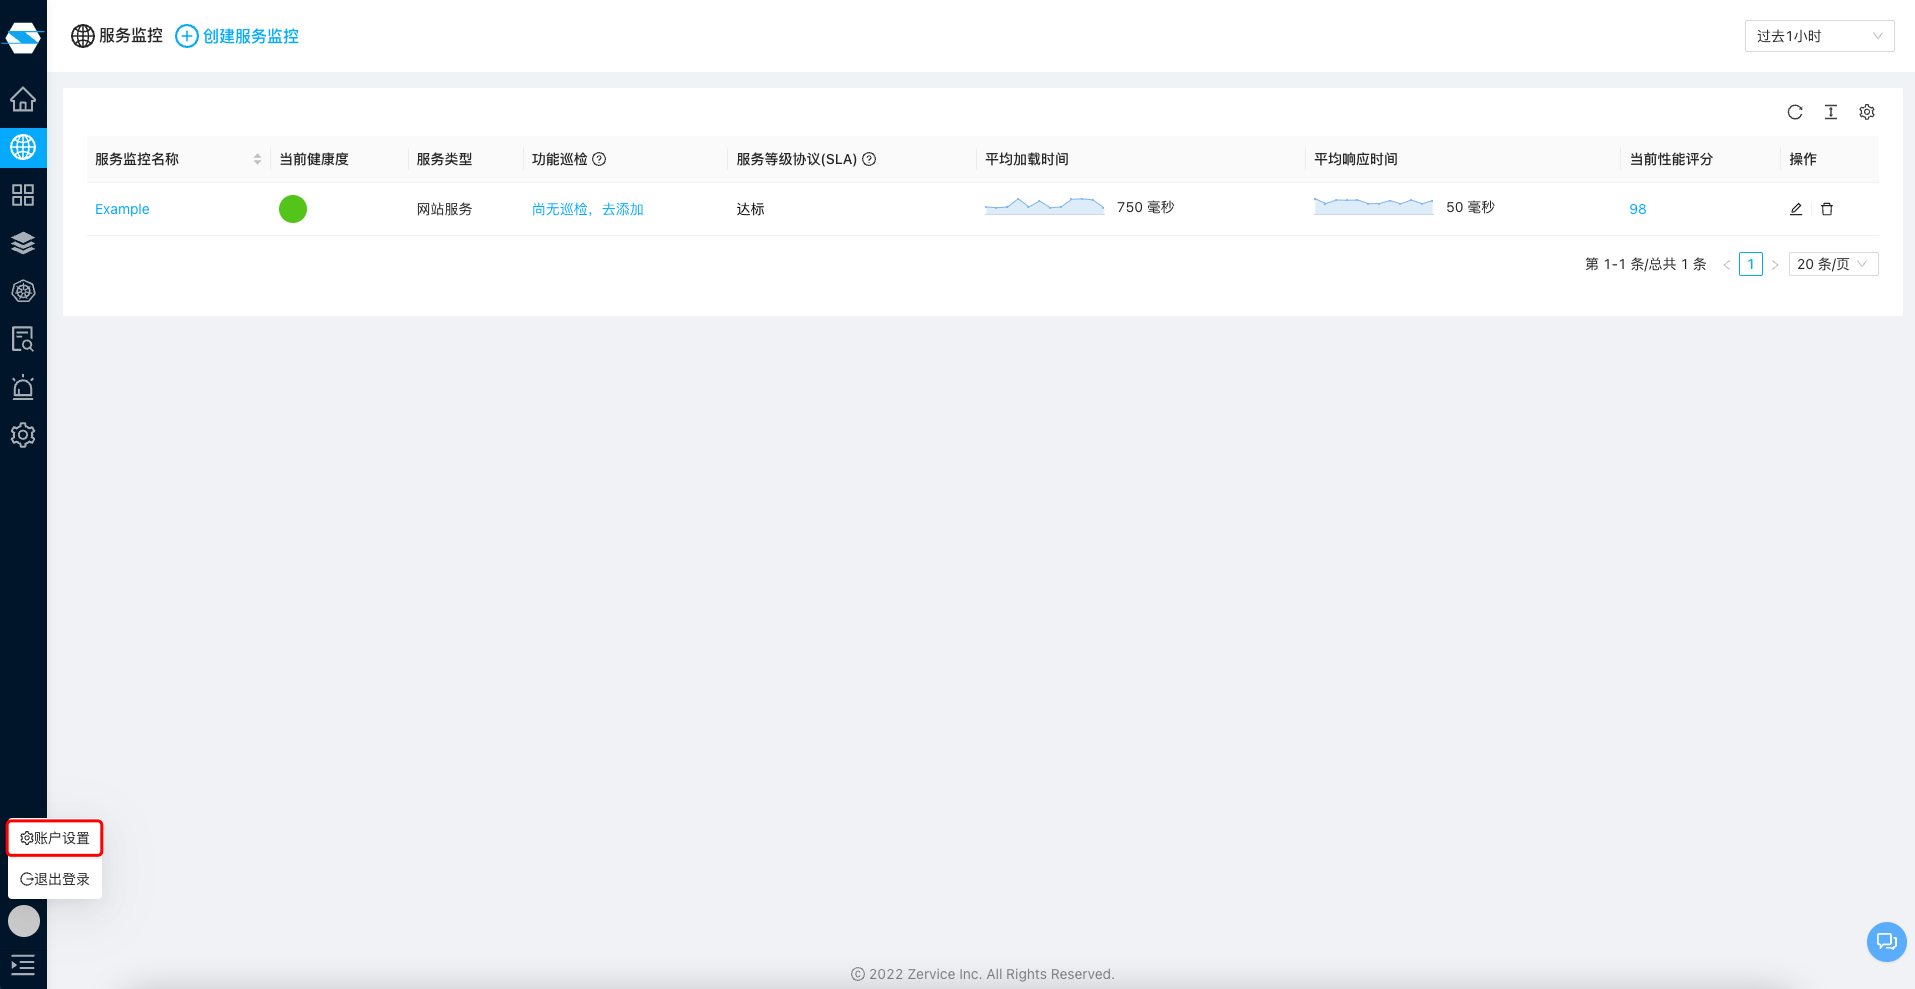 服务监控 创建服务监控 过去1小时
服务监控名称 当前健康度 服务类型 功能巡检 服务等级协议(SLA) 平均加载时间 平均响应时间 当前性能评分 操作
Example 网站服务 尚无巡检，去添加 达标 750 毫秒 50 毫秒 98
第 1-1 条/总共 1 条 1 20 条/页
账户设置
退出登录
© 2022 Zervice Inc. All Rights Reserved.